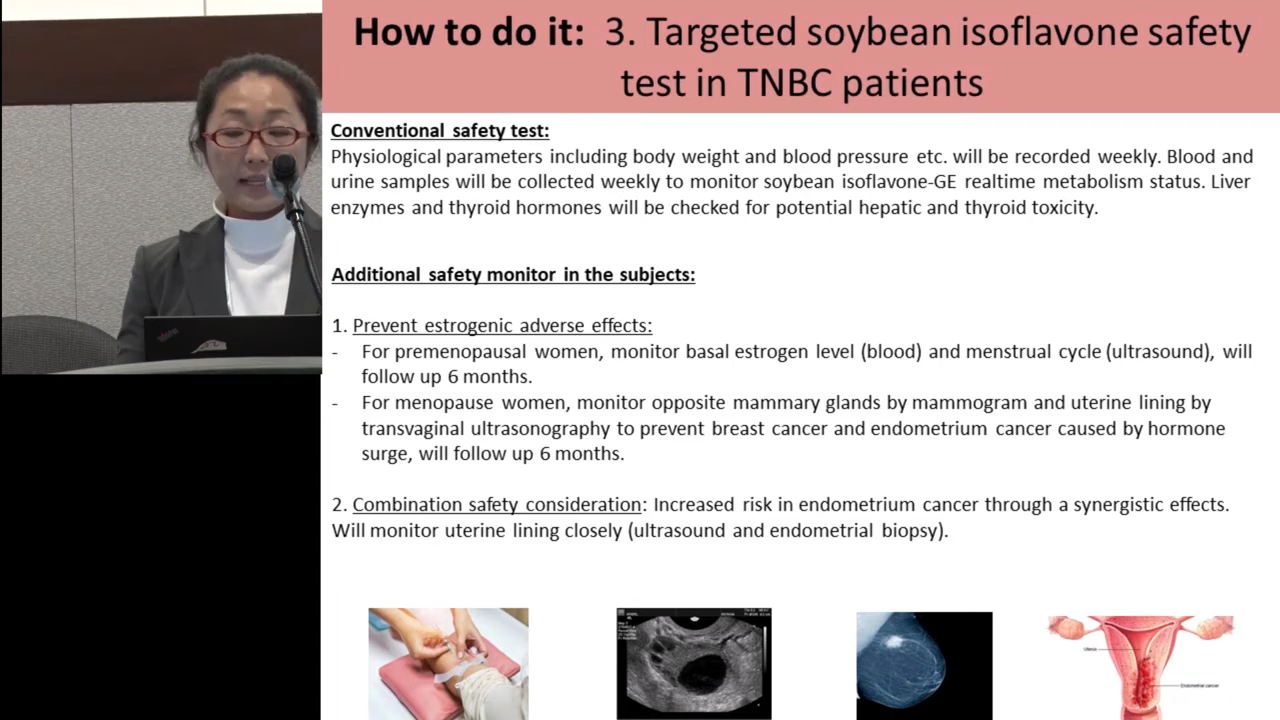 How to do it: 3. Targeted soybean isoflavone safety
test in TNBC patients
Conventional safety test:
Physiological parameters including body weight and blood pressure etc. will be recorded weekly. Blood and
urine samples will be collected weekly to monitor soybean isoflavone-GE realtime metabolism status. Liver
enzymes and thyroid hormones will be checked for potential hepatic and thyroid toxicity.
Additional safety monitor in the subjects:
1. Prevent estrogenic adverse effects:
- For premenopausal women, monitor basal estrogen level (blood) and menstrual cycle (ultrasound), will
follow up 6 months.
- For menopause women, monitor opposite mammary glands by mammogram and uterine lining by
transvaginal ultrasonography to prevent breast cancer and endometrium cancer caused by hormone
surge, will follow up 6 months.
2. Combination safety consideration: Increased risk in endometrium cancer through a synergistic effects.
Will monitor uterine lining closely (ultrasound and endometrial biopsy).
Uterus
Endometrial cancer